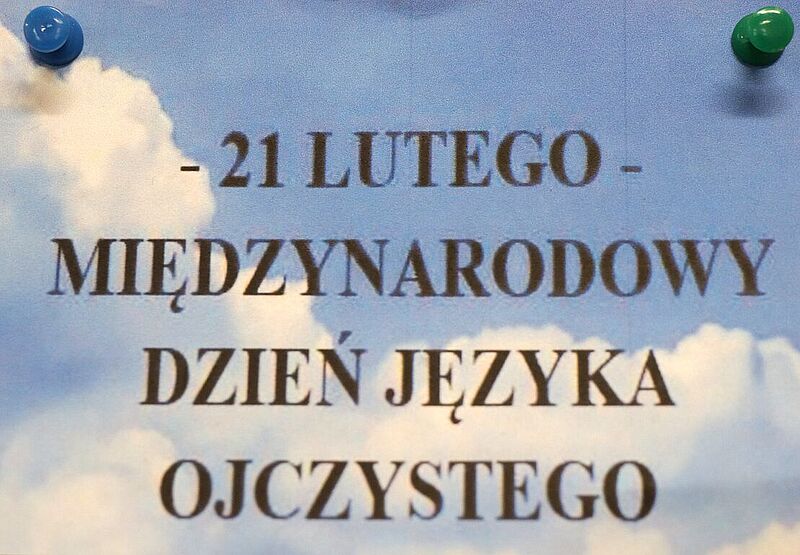 - 21 LUTEGO -
MIĘDZYNARODOWY
DZIEŃ JĘZYKA
OJCZYSTEGO